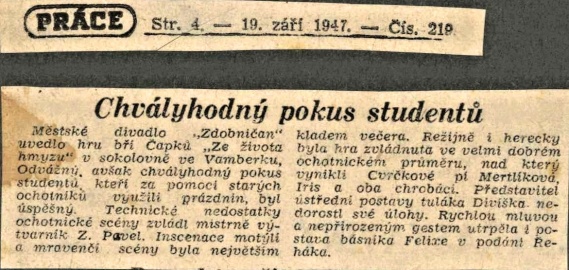 PRÁCE Str. 4. — 19. září 1947. — Čís. 219
Chvályhodný pokus studentů
Městské divadlo „Zdobničan“
uvedlo hru bří Čapků „Ze života
hmyzu“ v sokolovně ve Vamberku.
Odvážný, avšak chvályhodný pokus
studentů, kteří za pomoci starých
ochotníků využili prázdnin, byl
úspěšný. Technické nedostatky
ochotnické scény zvládl mistrně vý-
tvarník Z. Pavel. Inscenace motýlí
a mravenčí scény byla největším
kladem večera. Režijně i herecky
byla hra zvládnuta ve velmi dobrém
ochotnickém průměru, nad který
vynikli Cvrčkové pí Mertlíková,
Iris a oba chrobáci. Představitel
ústřední postavy tuláka Diviška ne-
dorostl své úlohy. Rychlou mluvou
a nepřirozeným gestem utrpěla i po-
stava básníka Felixe v podání Ře-
háka.